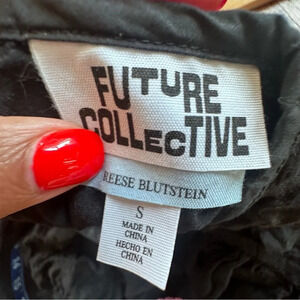 FUTURE
COLLECTIVE
REESE BLUTSTEIN
S
MADE IN
CHINA
HECHO EN
CHINA